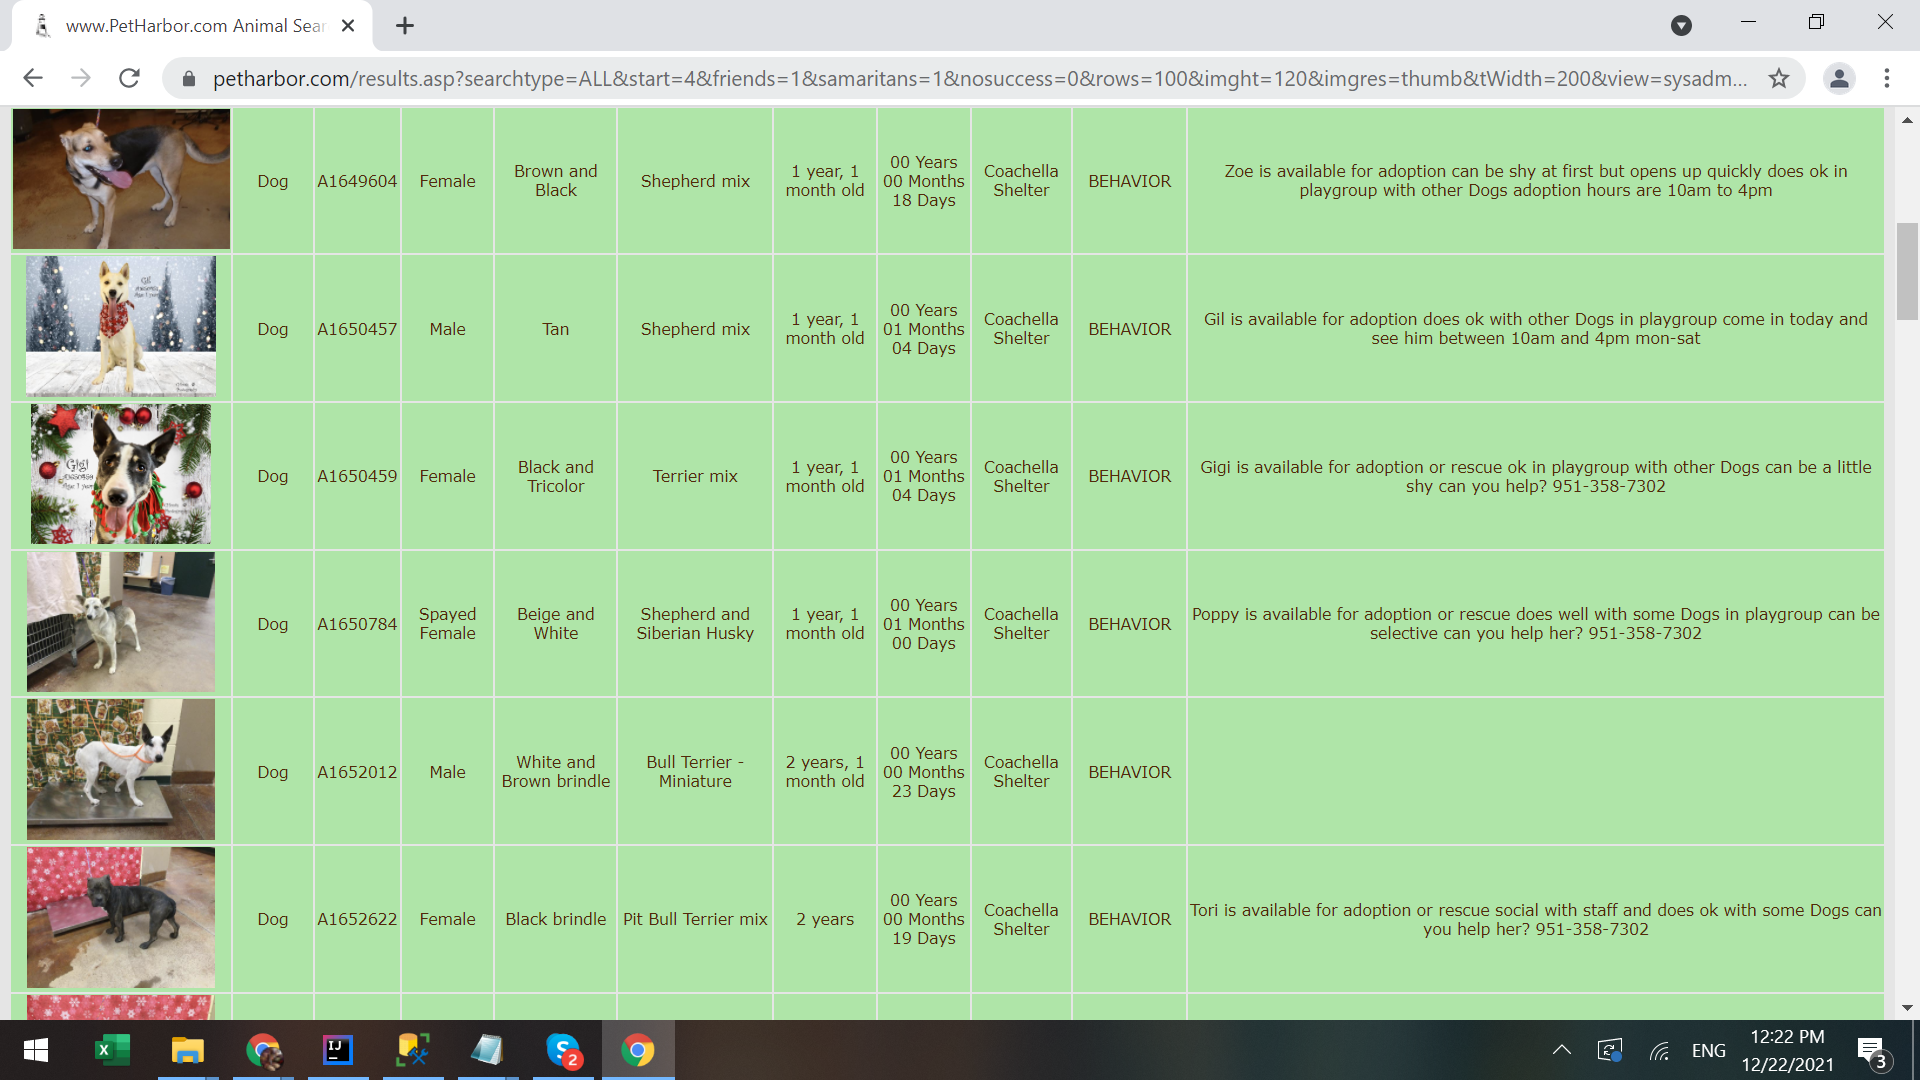 www.PetHarbor.com Animal Sear
petharbor.com/results.asp?searchtype=ALL&start=4&friends=1&samaritans=1&nosuccess=0&rows=100&imght=120&imgres=thumb&tWidth=200&view=sysadm...
Dog
A1649604
Female
Brown and
Black
Shepherd mix
1 year, 1
month old
00 Years
00 Months
18 Days
Coachella
Shelter
BEHAVIOR
Zoe is available for adoption can be shy at first but opens up quickly does ok in
playgroup with other Dogs adoption hours are 10am to 4pm
Gil
Dog
A1650457
Male
Tan
Shepherd mix
1 year, 1
month old
00 Years
01 Months
04 Days
Coachella
Shelter
BEHAVIOR
Gil is available for adoption does ok with other Dogs in playgroup come in today and
see him between 10am and 4pm mon-sat
Gigi
Dog
A1650459
Female
Black and
Tricolor
Terrier mix
1 year, 1
month old
00 Years
01 Months
04 Days
Coachella
Shelter
BEHAVIOR
Gigi is available for adoption or rescue ok in playgroup with other Dogs can be a little
shy can you help? 951-358-7302
Dog
A1650784
Spayed
Female
Beige and
White
Shepherd and
Siberian Husky
1 year, 1
month old
00 Years
01 Months
00 Days
Coachella
Shelter
BEHAVIOR
Poppy is available for adoption or rescue does well with some Dogs in playgroup can be
selective can you help her? 951-358-7302
Dog
A1652012
Male
White and
Brown brindle
Bull Terrier -
Miniature
2 years, 1
month old
00 Years
00 Months
23 Days
Coachella
Shelter
BEHAVIOR
Dog
A1652622
Female
Black brindle
Pit Bull Terrier mix
2 years
00 Years
00 Months
19 Days
Coachella
Shelter
BEHAVIOR
Tori is available for adoption or rescue social with staff and does ok with some Dogs can
you help her? 951-358-7302
X
IJ
S
2
ENG
12:22 PM
12/22/2021
3